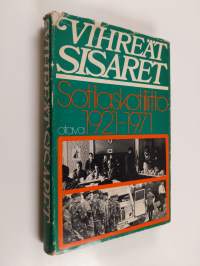 VIHREÄT
SISARET
Sotilaskotiliitto
1921-1971
otava
VIHREÄT SISARET